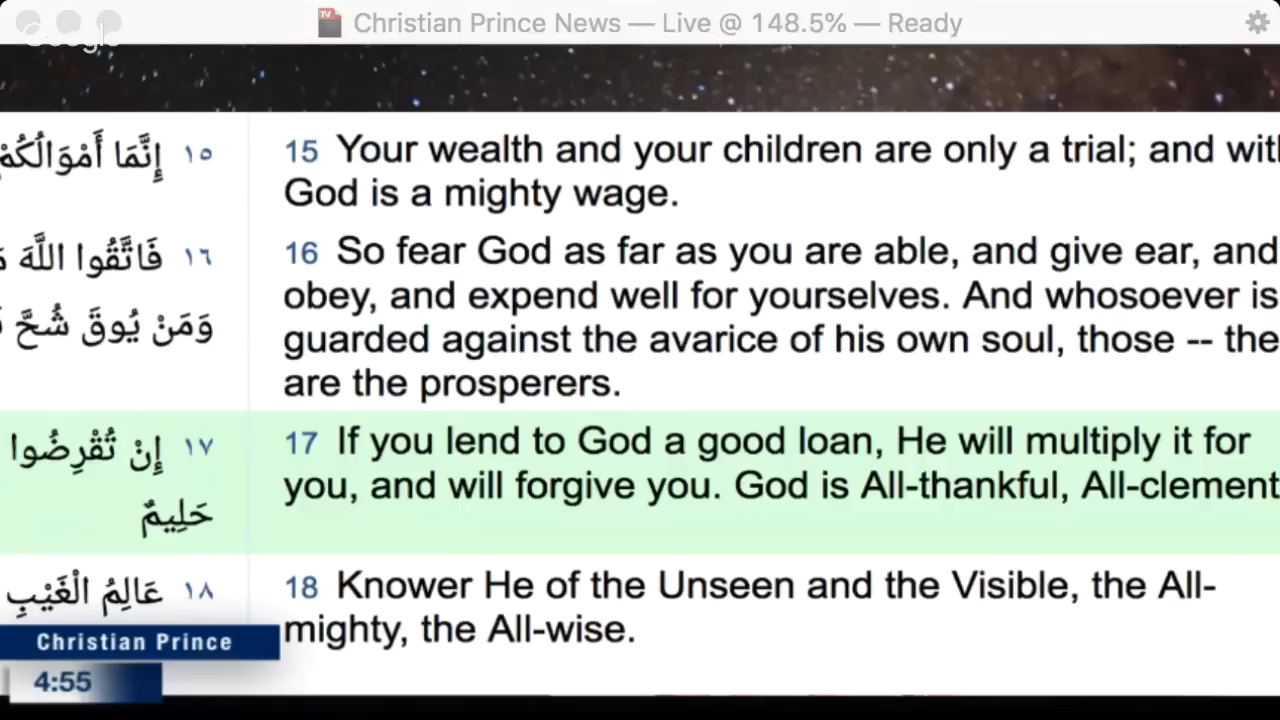 Christian Prince News — Live @ 148.5% — Ready
Google
١٥ إِنَّمَا أَمْوَالُكُمْ
15 Your wealth and your children are only a trial; and with
God is a mighty wage.
١٦ فَاتَّقُوا اللَّهَ
وَمَنْ يُوقَ شُحَّ
16 So fear God as far as you are able, and give ear, and
obey, and expend well for yourselves. And whosoever is
guarded against the avarice of his own soul, those -- the
are the prosperers.
١٧ إِنْ تُقْرِضُوا
حَلِيمٌ
17 If you lend to God a good loan, He will multiply it for
you, and will forgive you. God is All-thankful, All-clement
١٨ عَالِمُ الْغَيْبِ
18 Knower He of the Unseen and the Visible, the All-
mighty, the All-wise.
Christian Prince
4:55